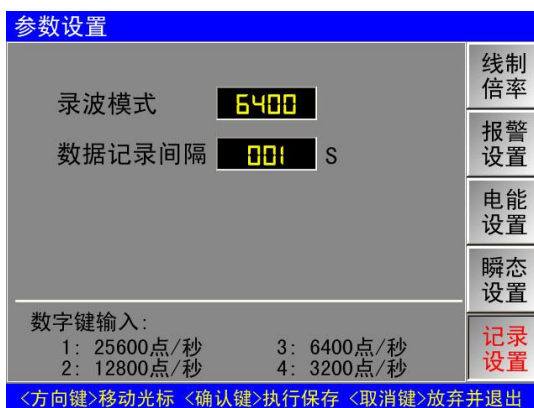 参数设置
录波模式 6400
数据记录间隔 001 S
线制
倍率
报警
设置
电能
设置
瞬态
设置
记录
设置
数字键输入:
1: 25600点/秒 3: 6400点/秒
2: 12800点/秒 4: 3200点/秒
<方向键>移动光标 <确认键>执行保存 <取消键>放弃并退出